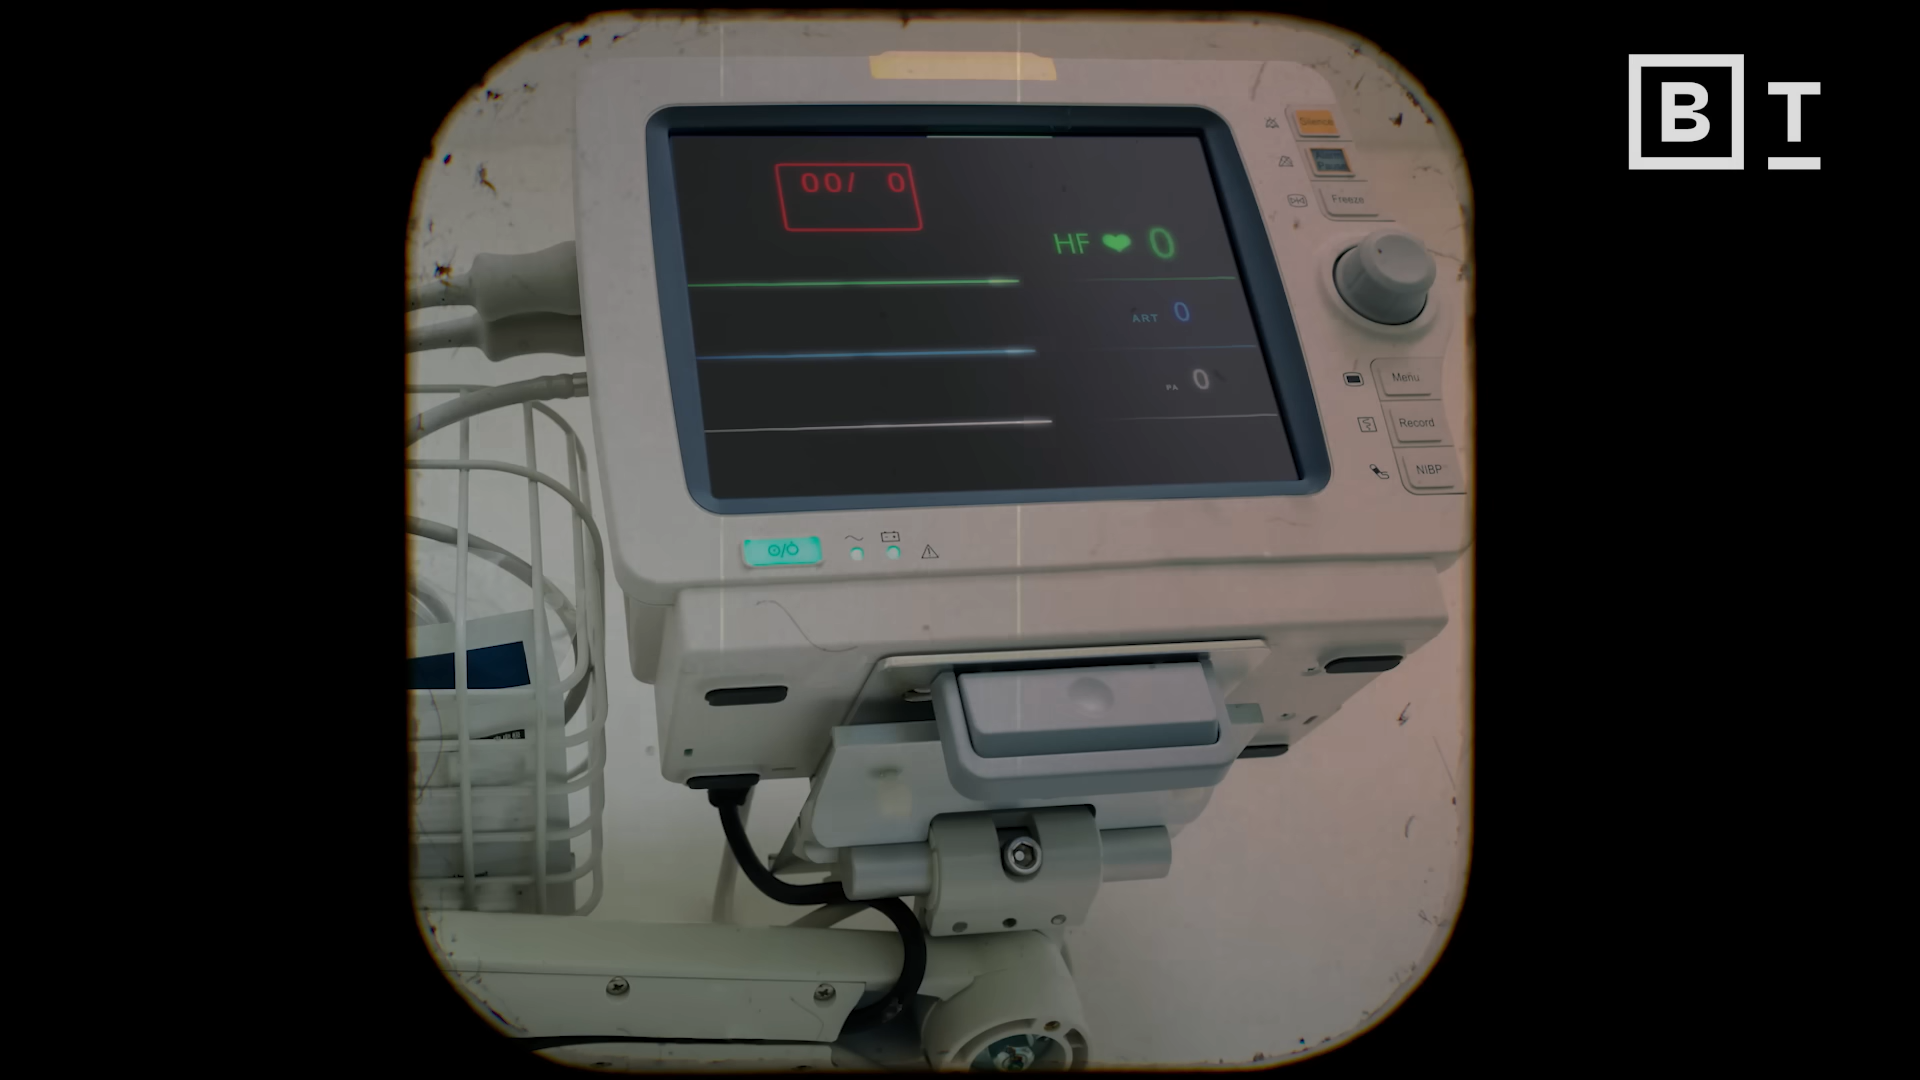 B T
Silence
00/ 0
Freeze
HF 0
ART 0
PA 0
Menu
Record
NIBP